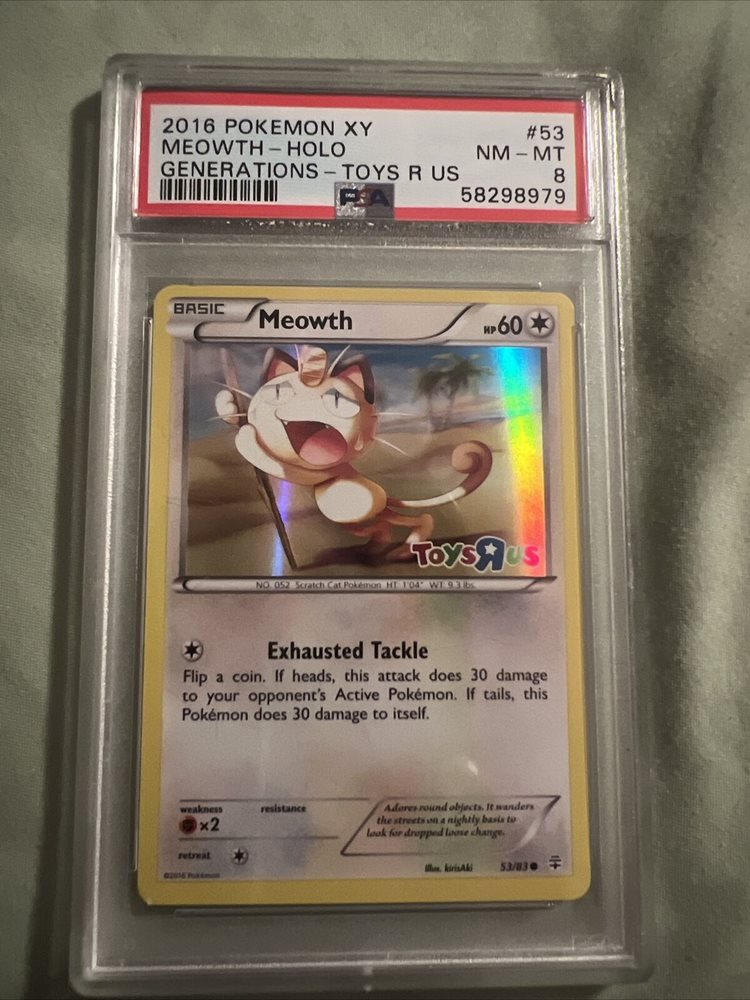 2016 POKEMON XY #53
MEOWTH - HOLO NM - MT
GENERATIONS - TOYS R US 8
58298979
PSA
BASIC Meowth HP60
ToysRus
NO. 052 Scratch Cat Pokémon HT: 1'04" WT: 9.3 lbs.
Exhausted Tackle
Flip a coin. If heads, this attack does 30 damage
to your opponent's Active Pokémon. If tails, this
Pokémon does 30 damage to itself.
weakness resistance
×2
retreat
Adores round objects. It wanders
the streets on a nightly basis to
look for dropped loose change.
©2016 Pokémon
Illus. kirisAki 53/83